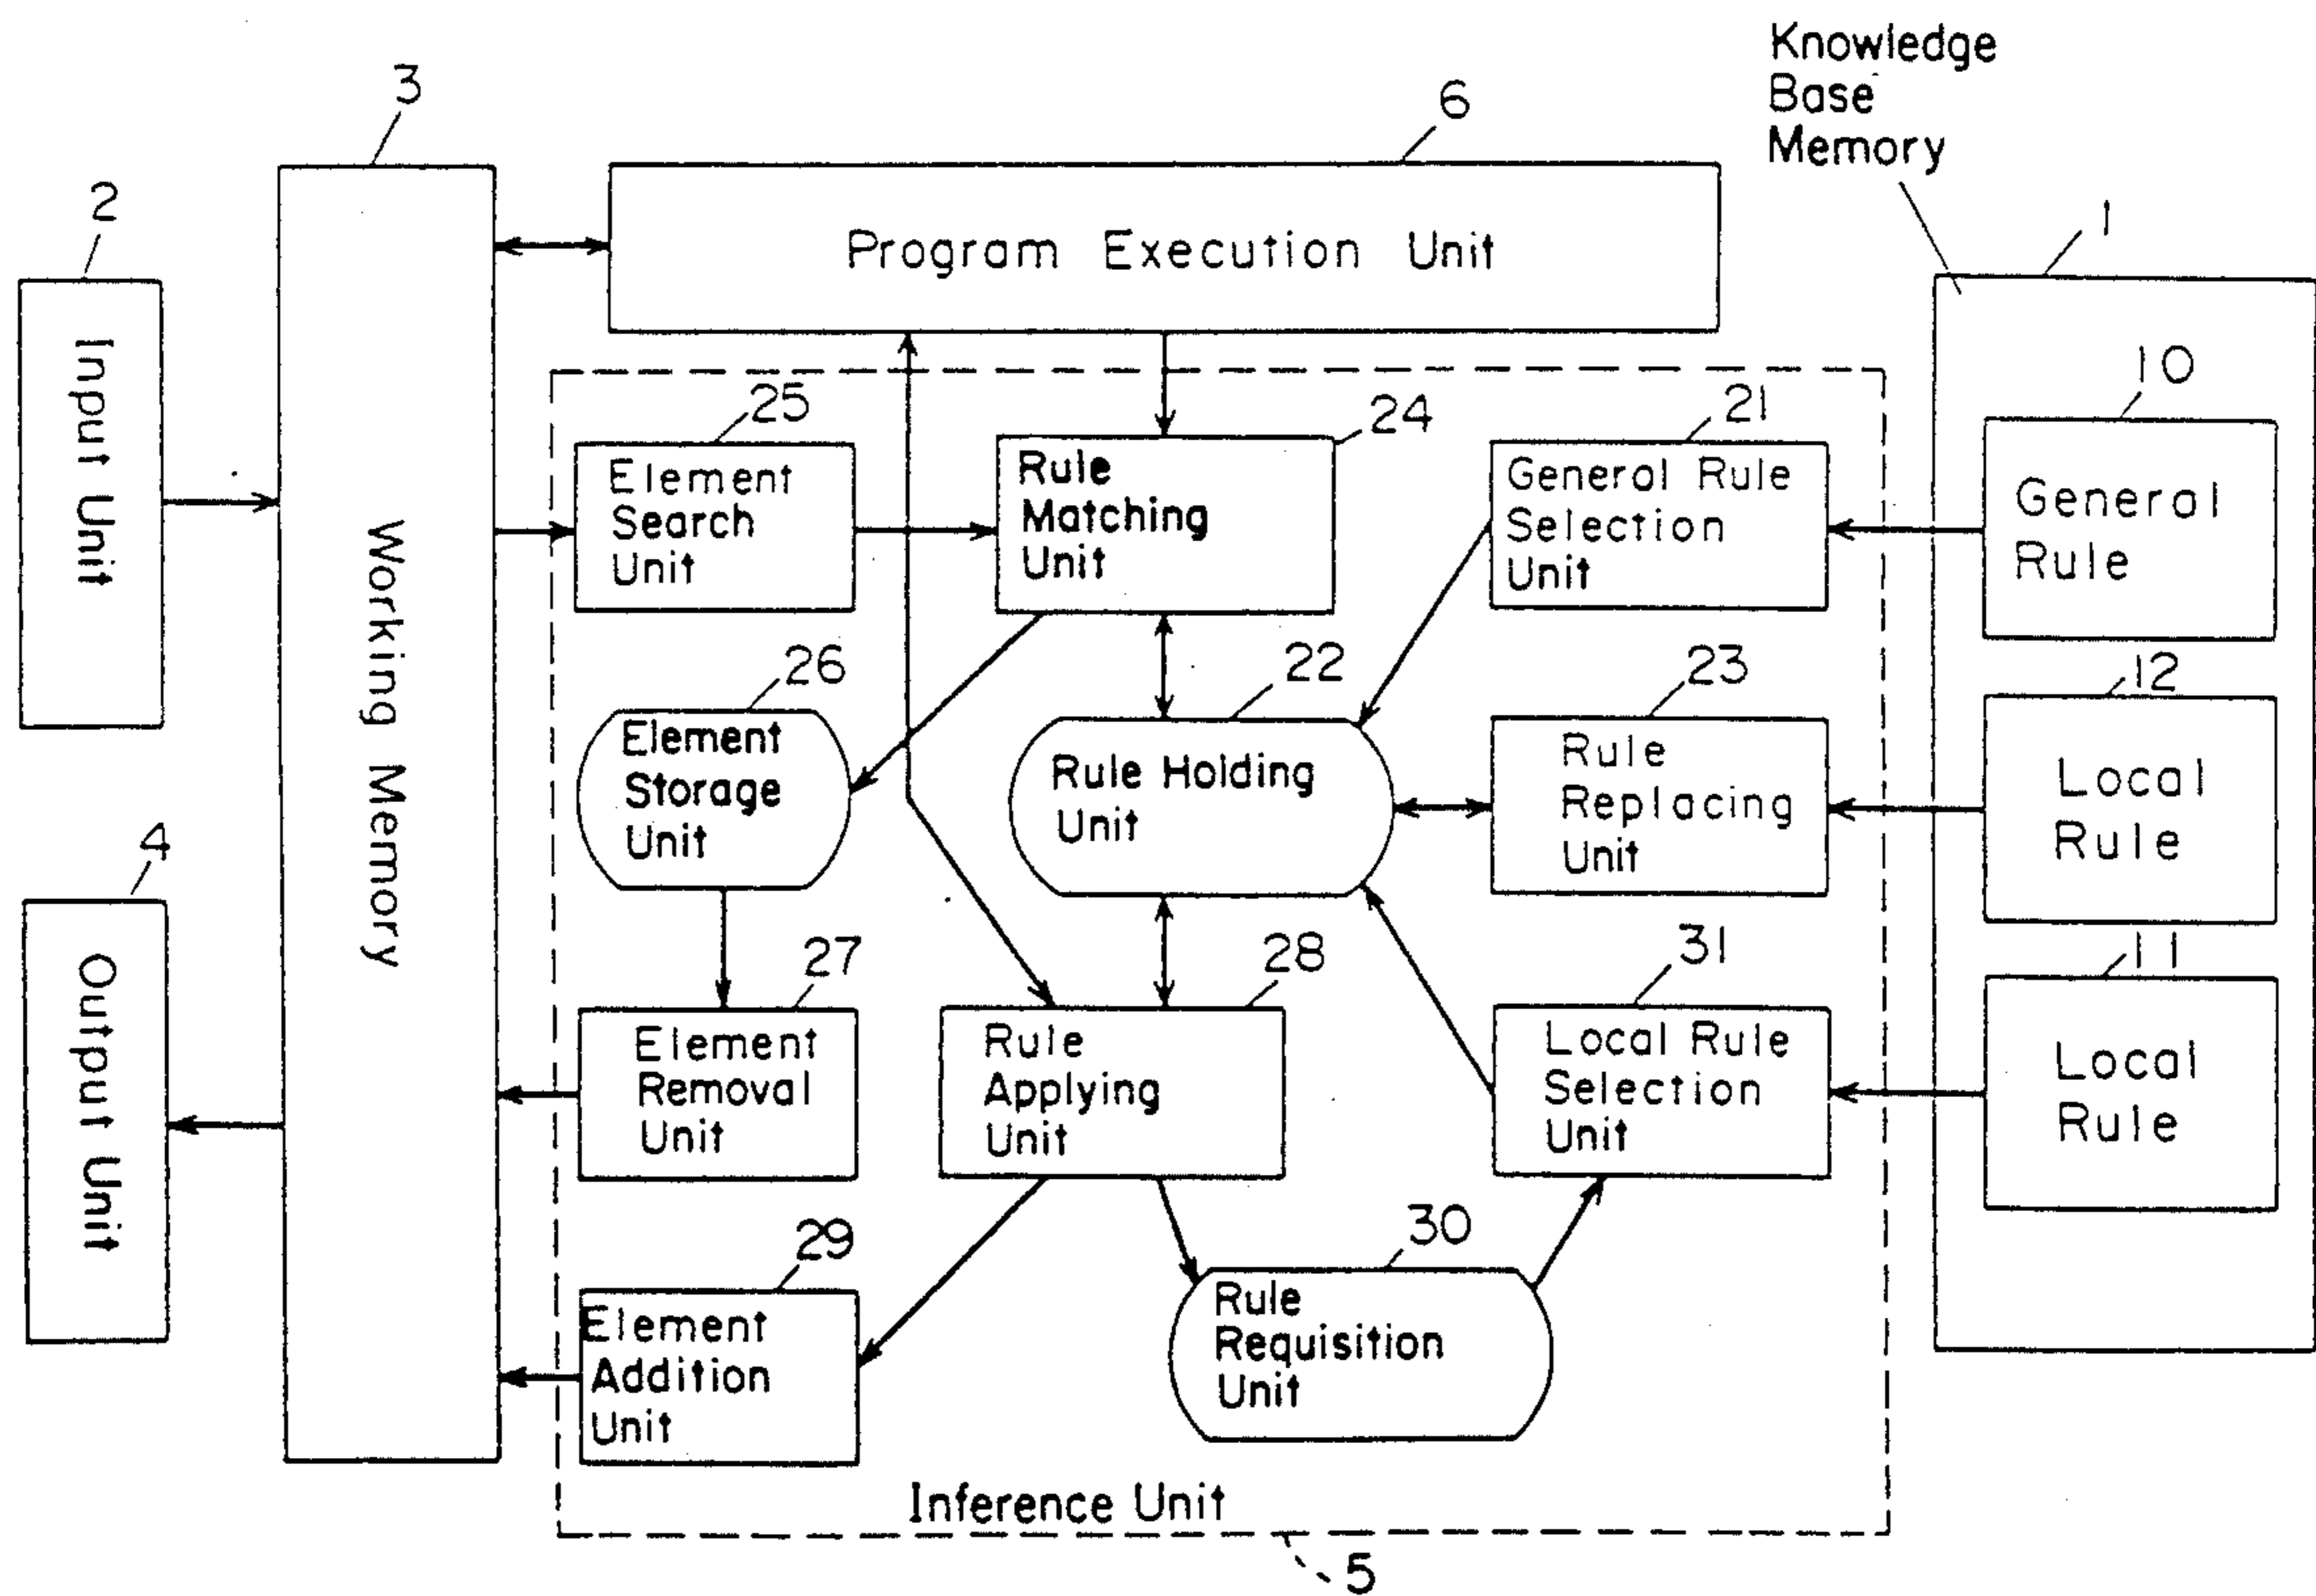 Knowledge
Base
Memory
3
6
2
1
Program Execution Unit
Input Unit
Working Memory
10
General
Rule
25
Element
Search
Unit
24
Rule
Matching
Unit
21
General Rule
Selection
Unit
26
Element
Storage
Unit
22
Rule Holding
Unit
23
Rule
Replacing
Unit
12
Local
Rule
4
Output Unit
27
Element
Removal
Unit
28
Rule
Applying
Unit
31
Local Rule
Selection
Unit
11
Local
Rule
29
Element
Addition
Unit
30
Rule
Requisition
Unit
Inference Unit
5